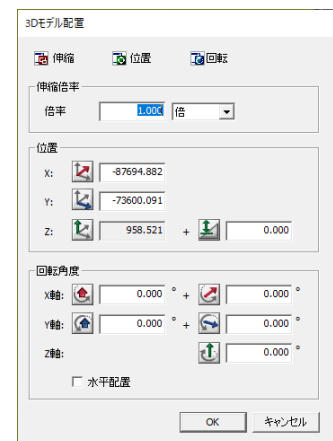 3Dモデル配置
伸縮 位置 回転
伸縮倍率
倍率 1.000 倍
位置
X: -87694.882
Y: -73600.091
Z: 958.521 + 0.000
回転角度
X軸: 0.000 ° + 0.000 °
Y軸: 0.000 ° + 0.000 °
Z軸: 0.000 °
水平配置
OK キャンセル